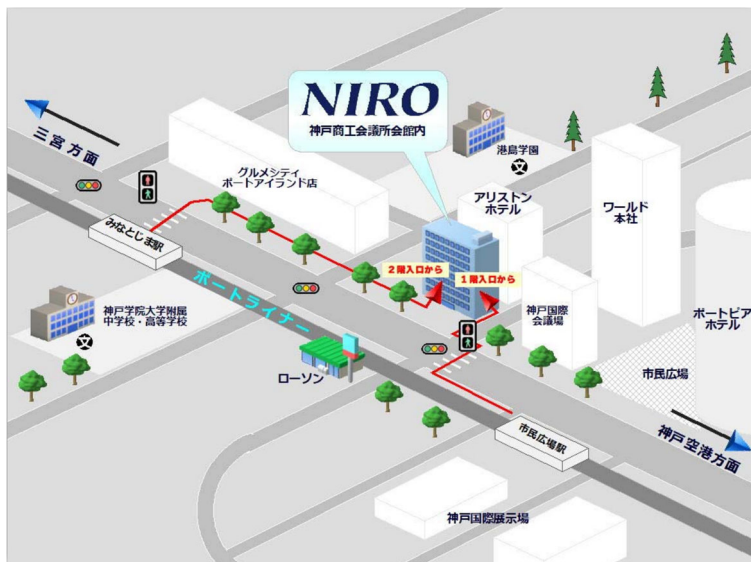 NIRO
神戸商工会議所会館内
三宮方面
港島学園
文
グルメシティ
ポートアイランド店
アリストン
ホテル
ワールド
本社
みなとじま駅
2階入口から
1階入口から
ポートライナー
神戸学院大学附属
中学校・高等学校
文
神戸国際
会議場
ポートピア
ホテル
ローソン
市民広場
市民広場駅
神戸空港方面
神戸国際展示場